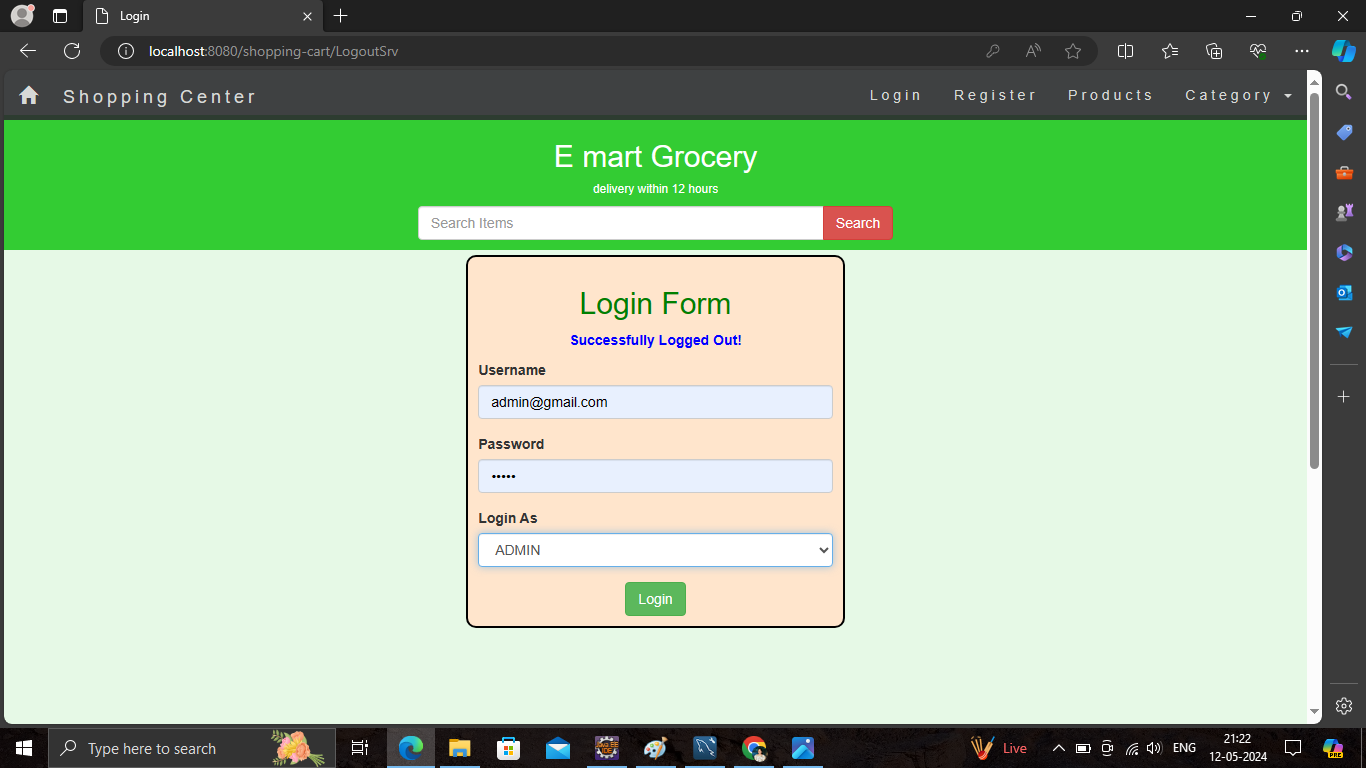 Login
localhost:8080/shopping-cart/LogoutSrv
Shopping Center
Login Register Products Category
E mart Grocery
delivery within 12 hours
Search Items Search
Login Form
Successfully Logged Out!
Username
admin@gmail.com
Password
•••••
Login As
ADMIN
Login
Type here to search
Live
ENG
21:22
12-05-2024